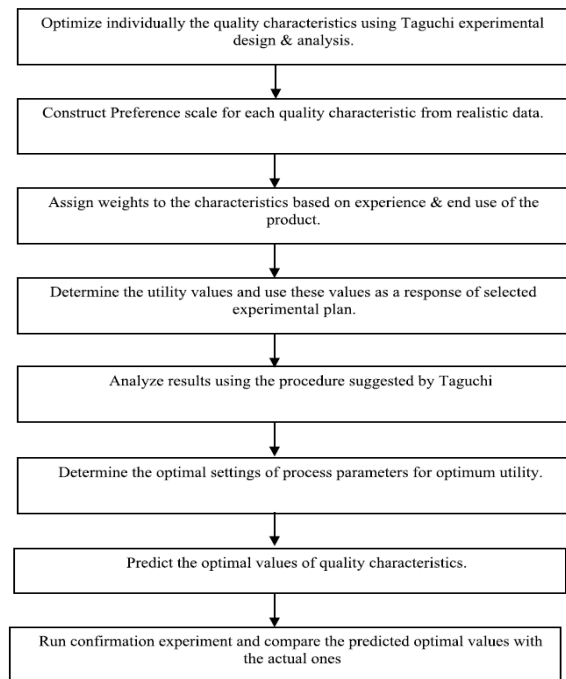 Optimize individually the quality characteristics using Taguchi experimental
design & analysis.
Construct Preference scale for each quality characteristic from realistic data.
Assign weights to the characteristics based on experience & end use of the
product.
Determine the utility values and use these values as a response of selected
experimental plan.
Analyze results using the procedure suggested by Taguchi
Determine the optimal settings of process parameters for optimum utility.
Predict the optimal values of quality characteristics.
Run confirmation experiment and compare the predicted optimal values with
the actual ones